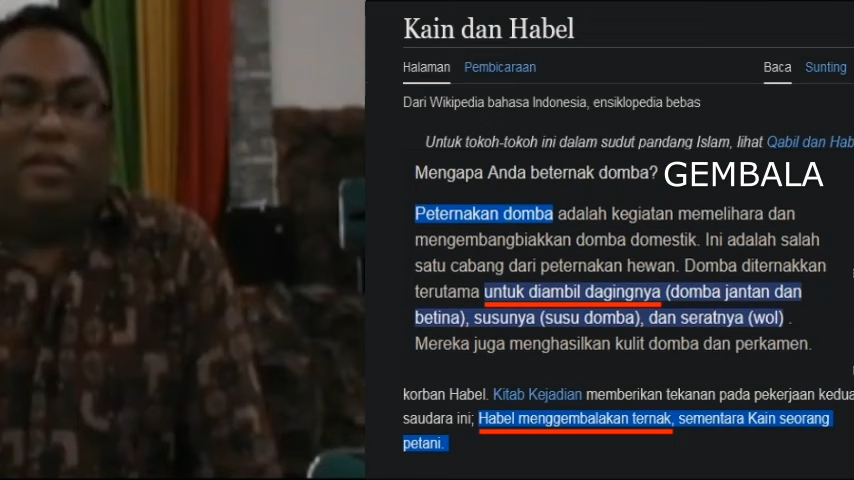 Kain dan Habel
Halaman Pembicaraan Baca Sunting
Dari Wikipedia bahasa Indonesia, ensiklopedia bebas
Untuk tokoh-tokoh ini dalam sudut pandang Islam, lihat Qabil dan Hab
Mengapa Anda beternak domba? GEMBALA
Peternakan domba adalah kegiatan memelihara dan
mengembangbiakkan domba domestik. Ini adalah salah
satu cabang dari peternakan hewan. Domba diternakkan
terutama untuk diambil dagingnya (domba jantan dan
betina), susunya (susu domba), dan seratnya (wol) .
Mereka juga menghasilkan kulit domba dan perkamen.
korban Habel. Kitab Kejadian memberikan tekanan pada pekerjaan kedua
saudara ini; Habel menggembalakan ternak, sementara Kain seorang
petani.